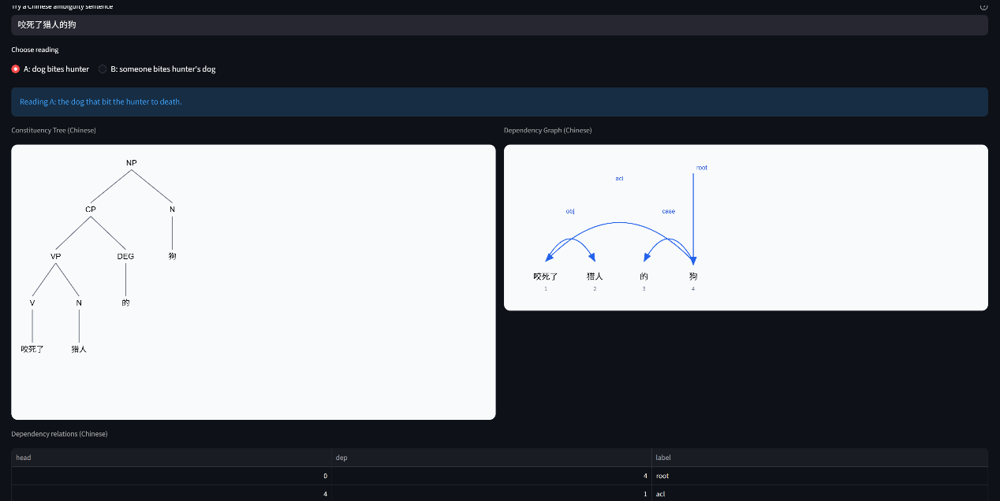 Try a Chinese ambiguity sentence
咬死了猎人的狗
Choose reading
A: dog bites hunter B: someone bites hunter's dog
Reading A: the dog that bit the hunter to death.
Constituency Tree (Chinese) Dependency Graph (Chinese)
NP
CP N
VP DEG 狗
V N 的
咬死了 猎人
root
acl
obj case
咬死了 猎人 的 狗
1 2 3 4
Dependency relations (Chinese)
head dep label
0 4 root
4 1 acl